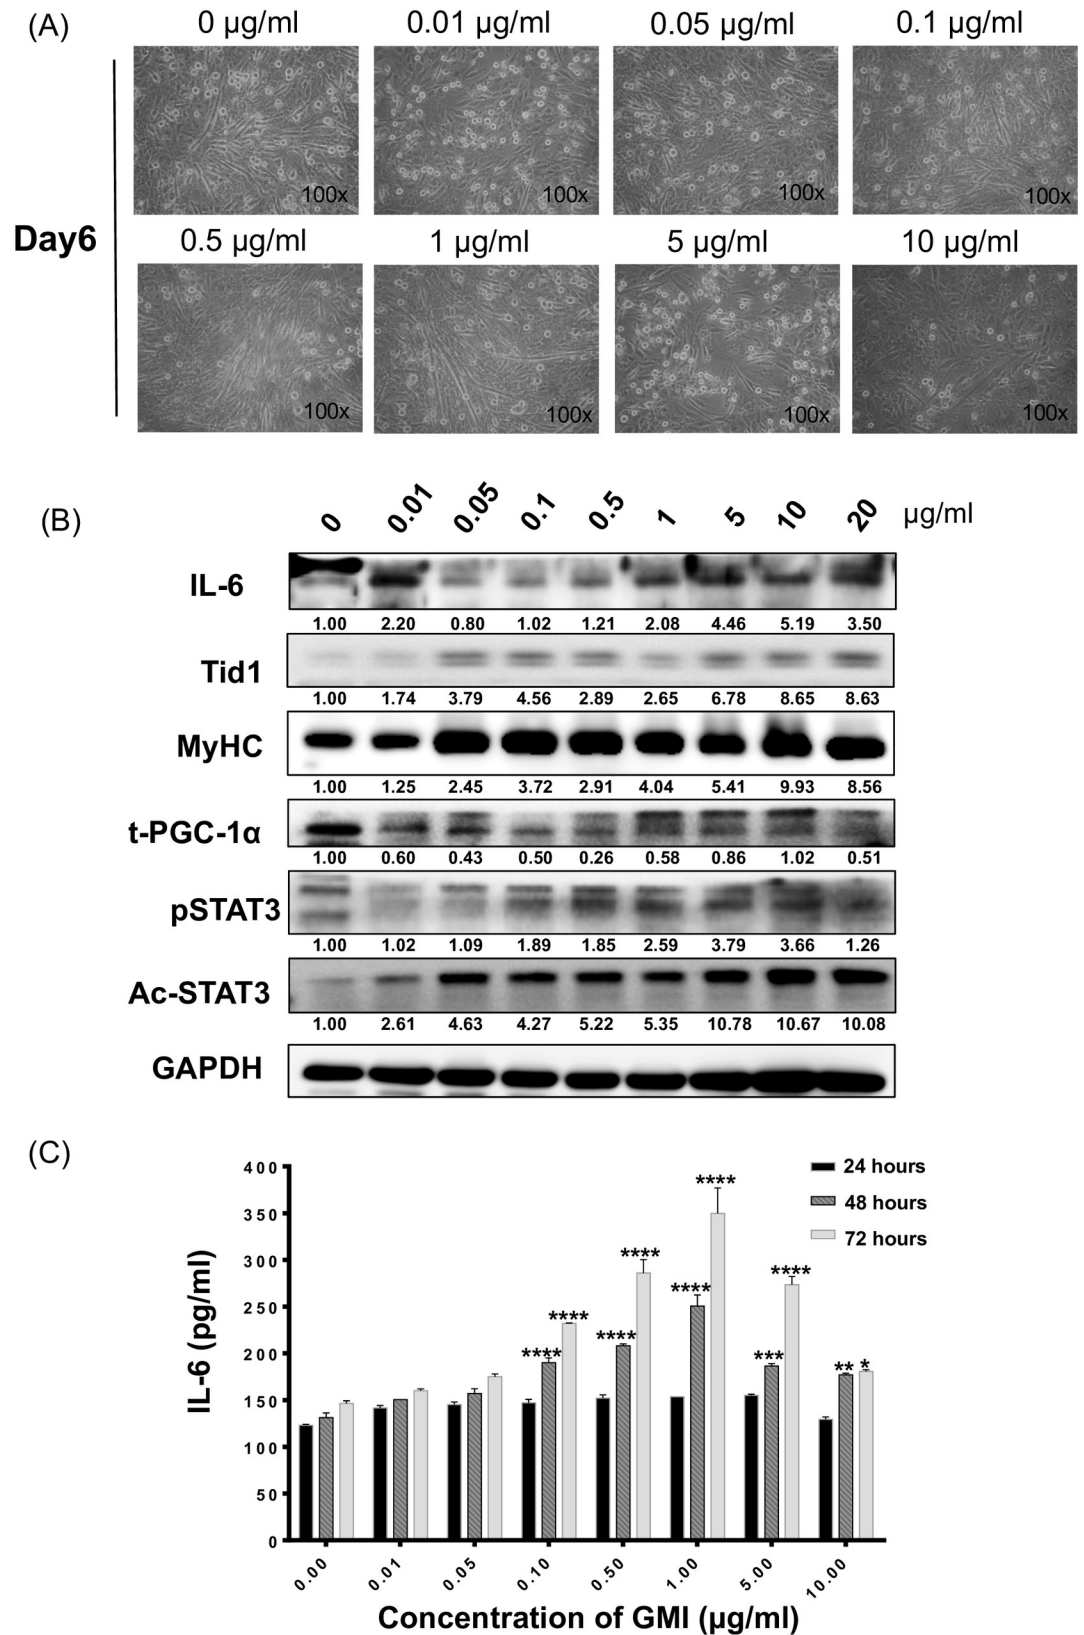 (A)
0 µg/ml 0.01 µg/ml 0.05 µg/ml 0.1 µg/ml
100x 100x 100x 100x
Day6
0.5 µg/ml 1 µg/ml 5 µg/ml 10 µg/ml
100x 100x 100x 100x
(B)
0 0.01 0.05 0.1 0.5 1 5 10 20 µg/ml
IL-6
1.00 2.20 0.80 1.02 1.21 2.08 4.46 5.19 3.50
Tid1
1.00 1.74 3.79 4.56 2.89 2.65 6.78 8.65 8.63
MyHC
1.00 1.25 2.45 3.72 2.91 4.04 5.41 9.93 8.56
t-PGC-1α
1.00 0.60 0.43 0.50 0.26 0.58 0.86 1.02 0.51
pSTAT3
1.00 1.02 1.09 1.89 1.85 2.59 3.79 3.66 1.26
Ac-STAT3
1.00 2.61 4.63 4.27 5.22 5.35 10.78 10.67 10.08
GAPDH
(C)
IL-6 (pg/ml)
400
350
300
250
200
150
100
50
0
24 hours
48 hours
72 hours
**** **** **** **** **** **** *** **** ** *
0.00 0.01 0.05 0.10 0.50 1.00 5.00 10.00
Concentration of GMI (µg/ml)